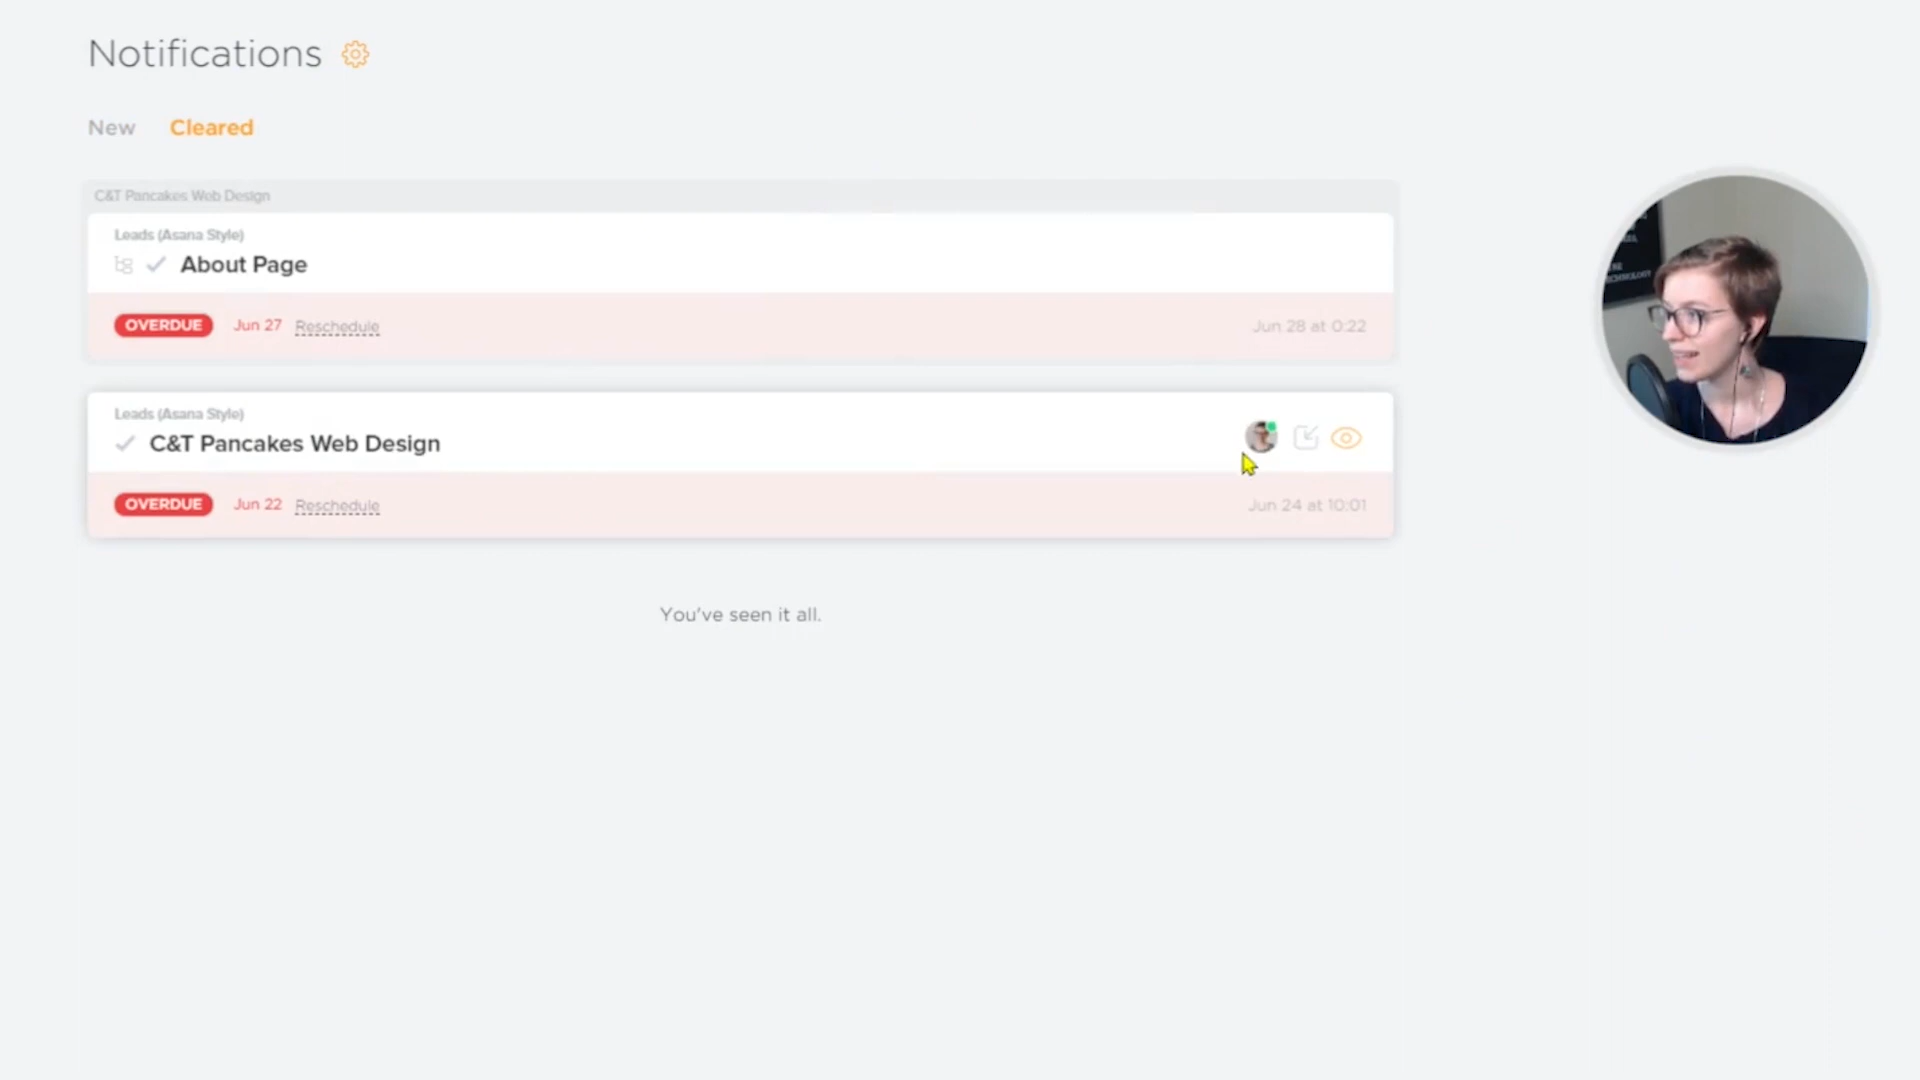 Notifications
New Cleared
C&T Pancakes Web Design
Leads (Asana Style)
About Page
OVERDUE Jun 27 Reschedule Jun 28 at 0:22
Leads (Asana Style)
C&T Pancakes Web Design
OVERDUE Jun 22 Reschedule Jun 24 at 10:01
You've seen it all.